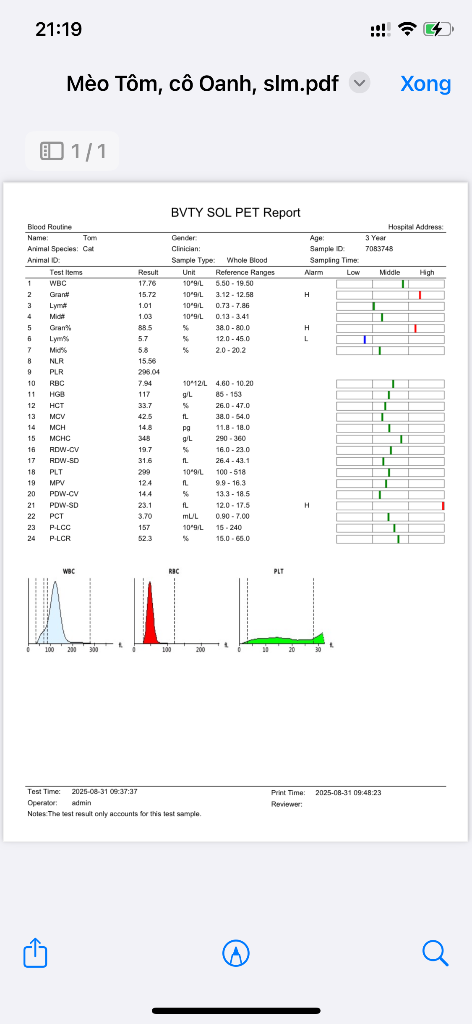 21:19
Mèo Tôm, cô Oanh, slm.pdf Xong
1/1
BVTY SOL PET Report
Blood Routine Hospital Address:
Name: Tom Gender: Age: 3 Year
Animal Species: Cat Clinician: Sample ID: 7083748
Animal ID: Sample Type: Whole Blood Sampling Time:
Test Items Result Unit Reference Ranges Alarm Low Middle High
1 WBC 17.76 10^9/L 5.50 - 19.50
2 Gran# 15.72 10^9/L 3.12 - 12.58 H
3 Lym# 1.01 10^9/L 0.73 - 7.86
4 Mid# 1.03 10^9/L 0.13 - 3.41
5 Gran% 88.5 % 38.0 - 80.0 H
6 Lym% 5.7 % 12.0 - 45.0 L
7 Mid% 5.8 % 2.0 - 20.2
8 NLR 15.56
9 PLR 296.04
10 RBC 7.94 10^12/L 4.60 - 10.20
11 HGB 117 g/L 85 - 153
12 HCT 33.7 % 26.0 - 47.0
13 MCV 42.5 fL 38.0 - 54.0
14 MCH 14.8 pg 11.8 - 18.0
15 MCHC 348 g/L 290 - 360
16 RDW-CV 19.7 % 16.0 - 23.0
17 RDW-SD 31.6 fL 26.4 - 43.1
18 PLT 299 10^9/L 100 - 518
19 MPV 12.4 fL 9.9 - 16.3
20 PDW-CV 14.4 % 13.3 - 18.5
21 PDW-SD 23.1 fL 12.0 - 17.5 H
22 PCT 3.70 mL/L 0.90 - 7.00
23 P-LCC 157 10^9/L 15 - 240
24 P-LCR 52.3 % 15.0 - 65.0
WBC RBC PLT
0 100 200 300 fL 0 100 200 fL 0 10 20 30 fL
Test Time: 2025-08-31 09:37:37 Print Time: 2025-08-31 09:48:23
Operator: admin Reviewer:
Notes:The test result only accounts for this test sample.